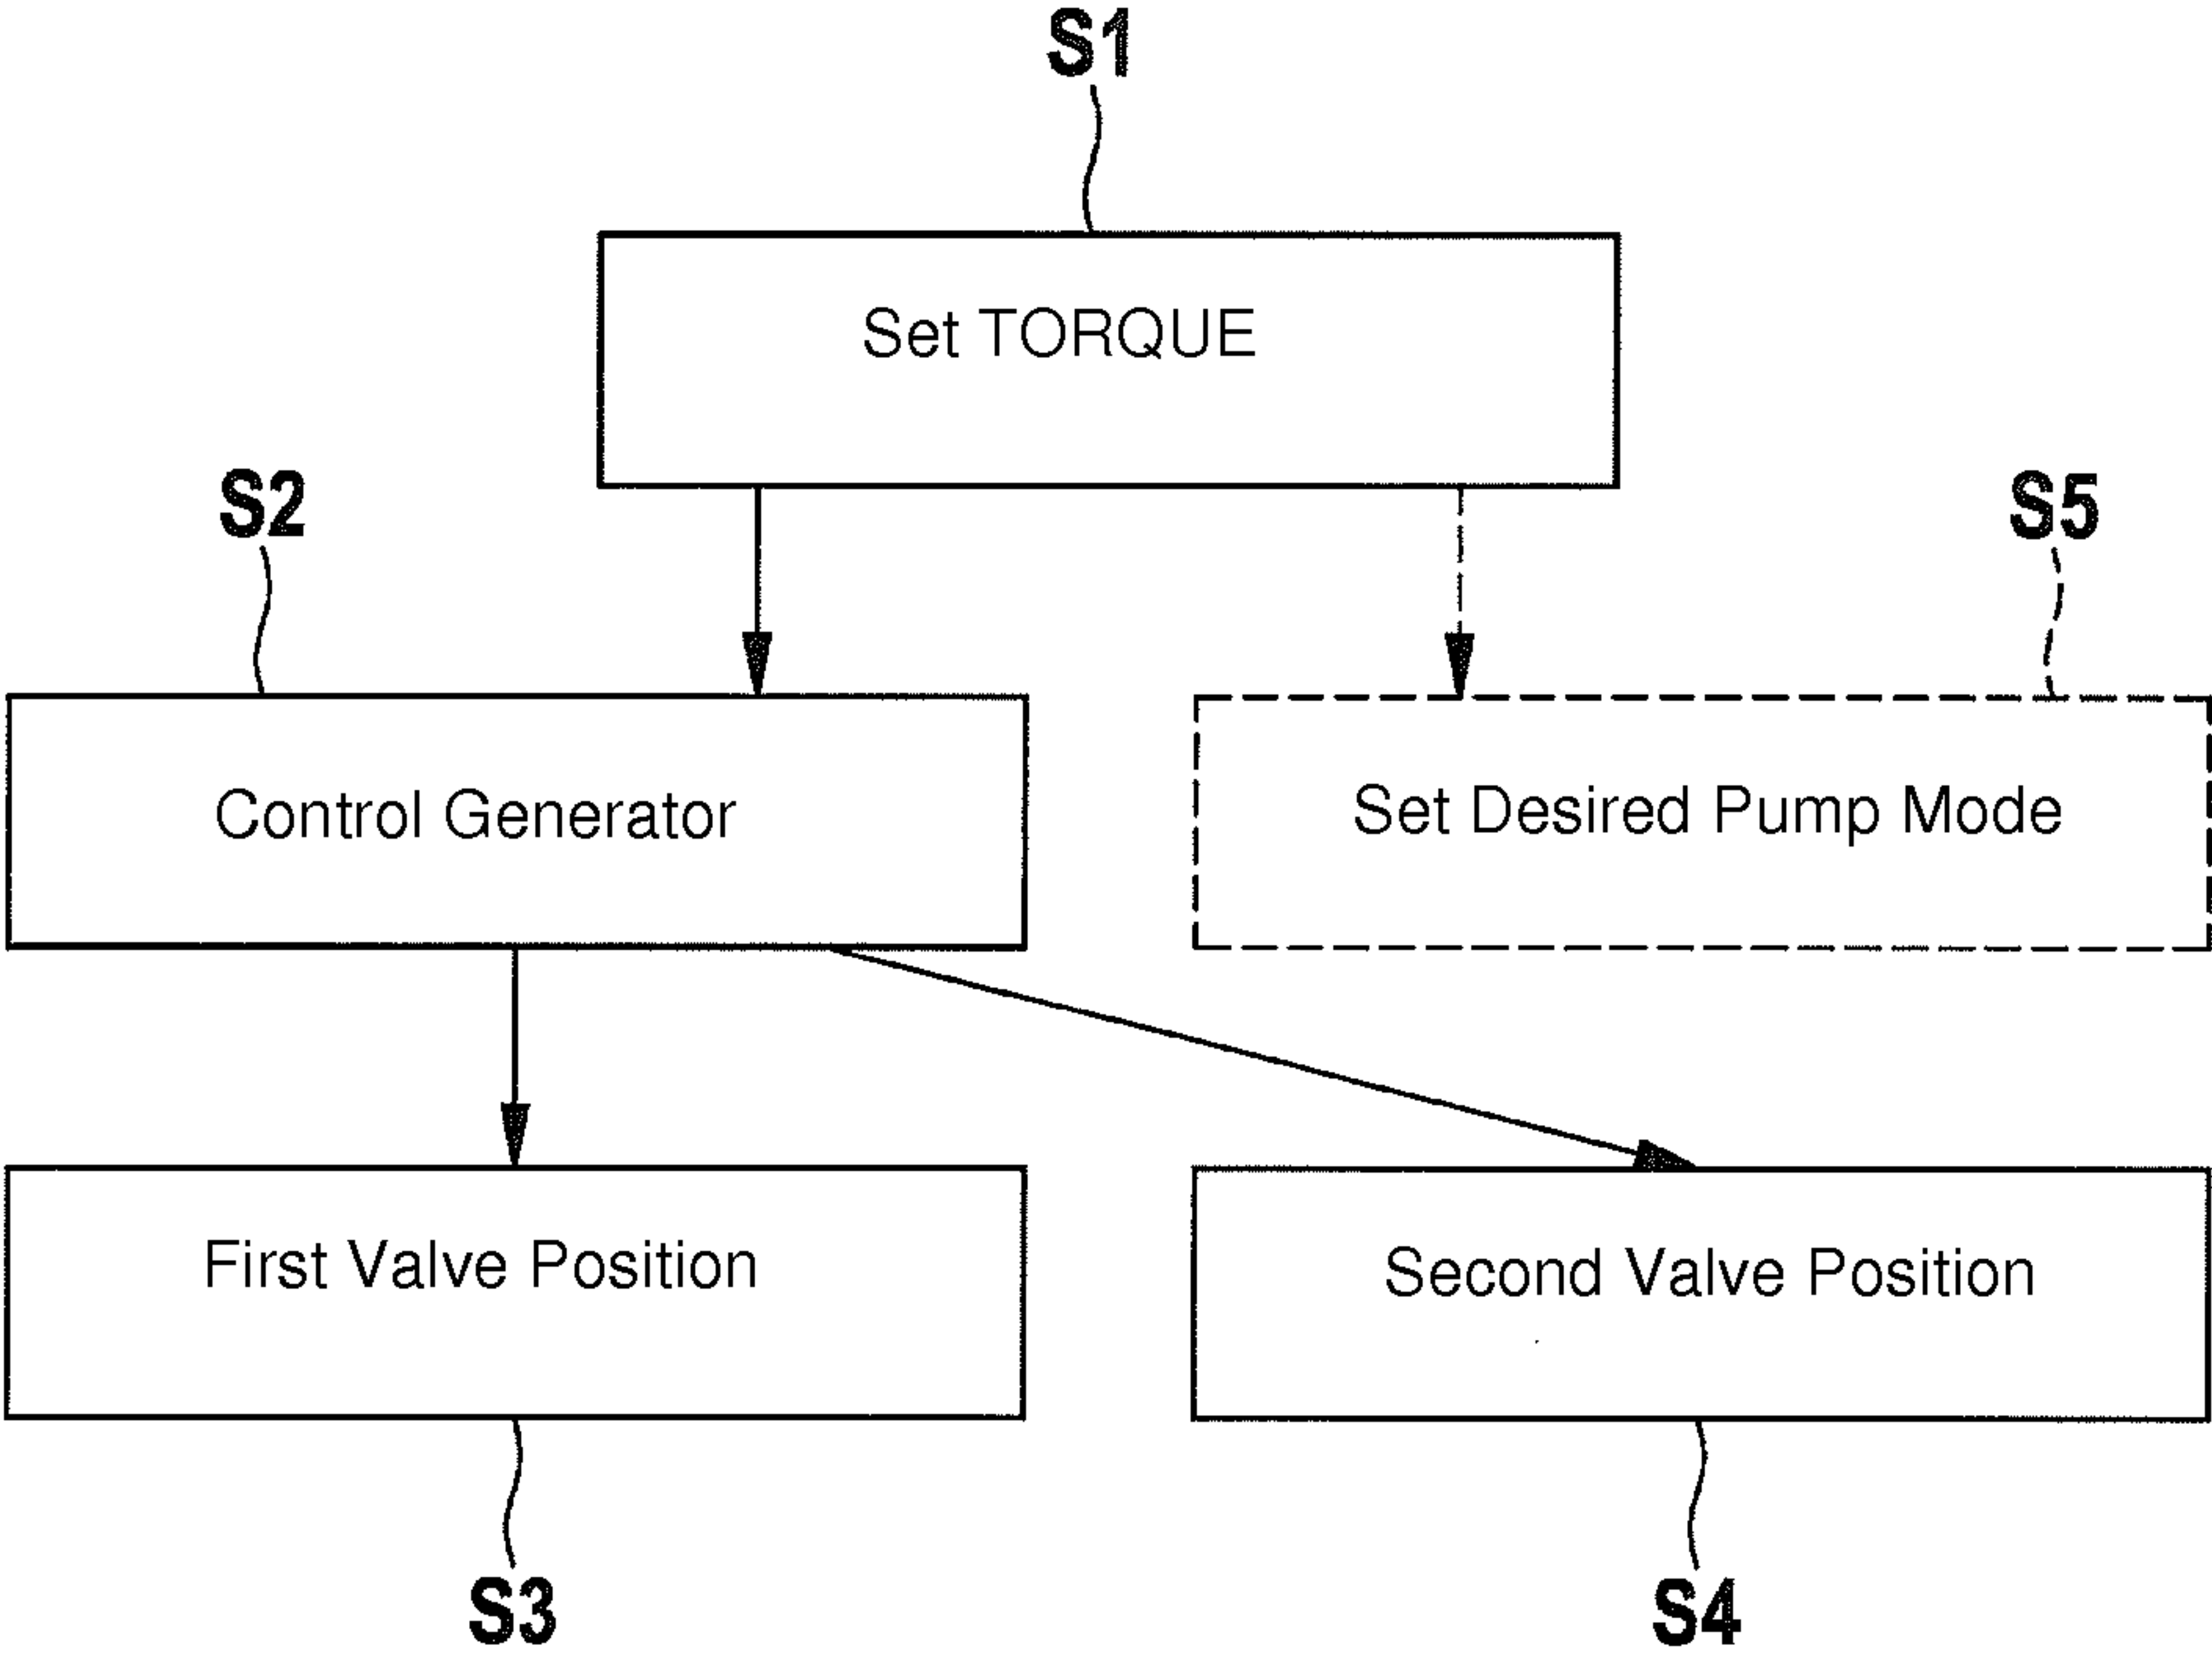 S1
Set TORQUE
S2
S5
Control Generator
Set Desired Pump Mode
First Valve Position
Second Valve Position
S3
S4